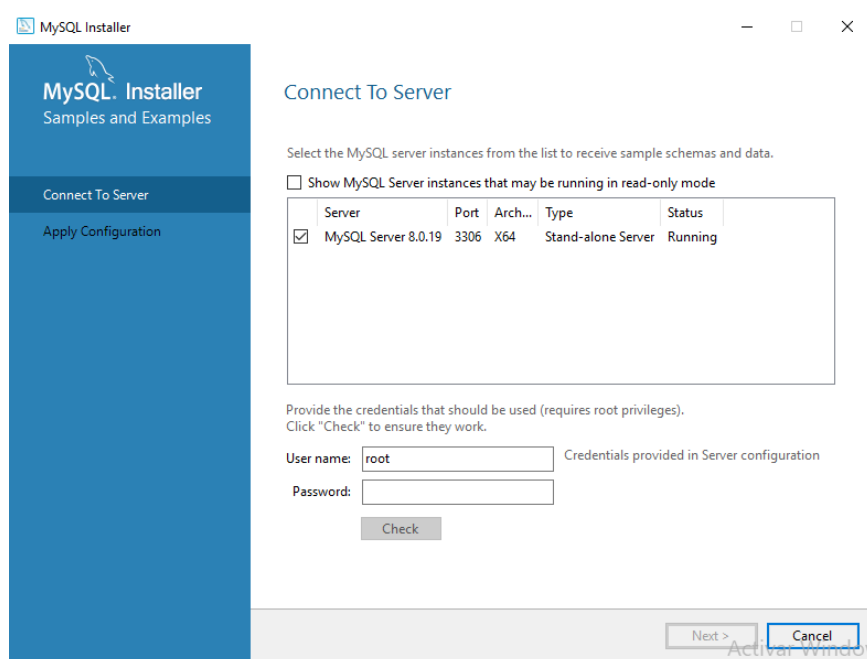 MySQL Installer
MySQL. Installer
Samples and Examples
Connect To Server
Apply Configuration
Connect To Server
Select the MySQL server instances from the list to receive sample schemas and data.
Show MySQL Server instances that may be running in read-only mode
Server Port Arch... Type Status
MySQL Server 8.0.19 3306 X64 Stand-alone Server Running
Provide the credentials that should be used (requires root privileges).
Click "Check" to ensure they work.
User name: root Credentials provided in Server configuration
Password:
Check
Next > Cancel
Activar Windo